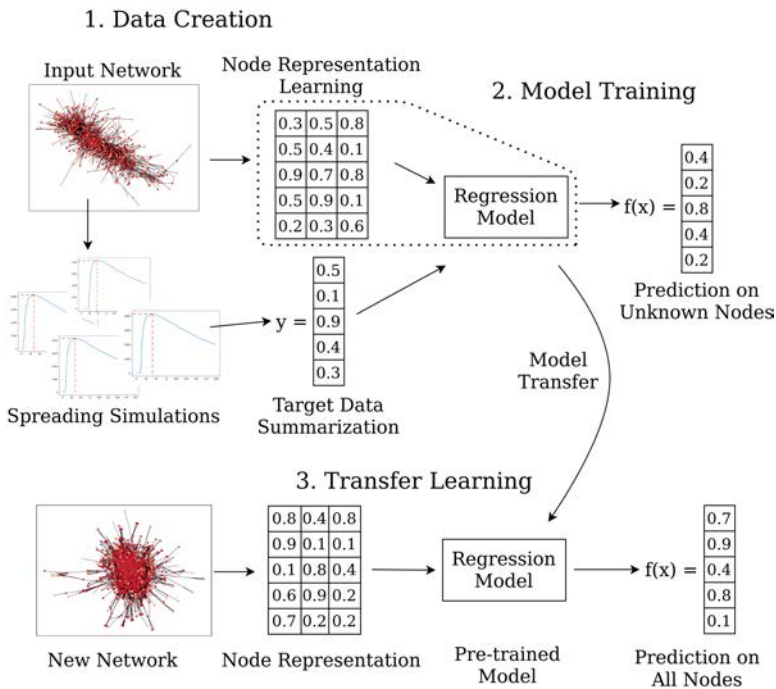 1. Data Creation
Input Network
Node Representation
Learning
2. Model Training
0.3 0.5 0.8
0.5 0.4 0.1
0.9 0.7 0.8
0.5 0.9 0.1
0.2 0.3 0.6
Regression
Model
f(x) =
0.4
0.2
0.8
0.4
0.2
Prediction on
Unknown Nodes
y =
0.5
0.1
0.9
0.4
0.3
Spreading Simulations
Target Data
Summarization
Model
Transfer
3. Transfer Learning
0.8 0.4 0.8
0.9 0.1 0.1
0.1 0.8 0.4
0.6 0.9 0.2
0.7 0.2 0.2
Regression
Model
f(x) =
0.7
0.9
0.4
0.8
0.1
New Network
Node Representation
Pre-trained
Model
Prediction on
All Nodes